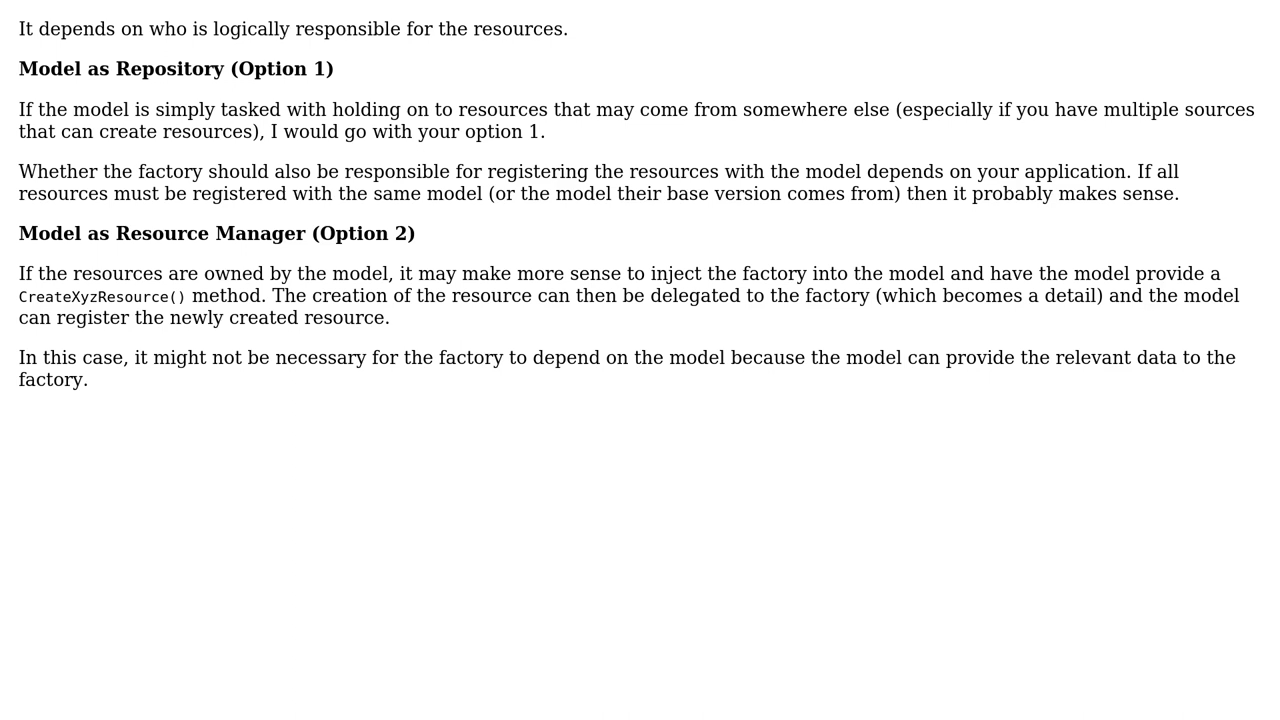 It depends on who is logically responsible for the resources.
Model as Repository (Option 1)
If the model is simply tasked with holding on to resources that may come from somewhere else (especially if you have multiple sources
that can create resources), I would go with your option 1.
Whether the factory should also be responsible for registering the resources with the model depends on your application. If all
resources must be registered with the same model (or the model their base version comes from) then it probably makes sense.
Model as Resource Manager (Option 2)
If the resources are owned by the model, it may make more sense to inject the factory into the model and have the model provide a
CreateXyzResource() method. The creation of the resource can then be delegated to the factory (which becomes a detail) and the model
can register the newly created resource.
In this case, it might not be necessary for the factory to depend on the model because the model can provide the relevant data to the
factory.